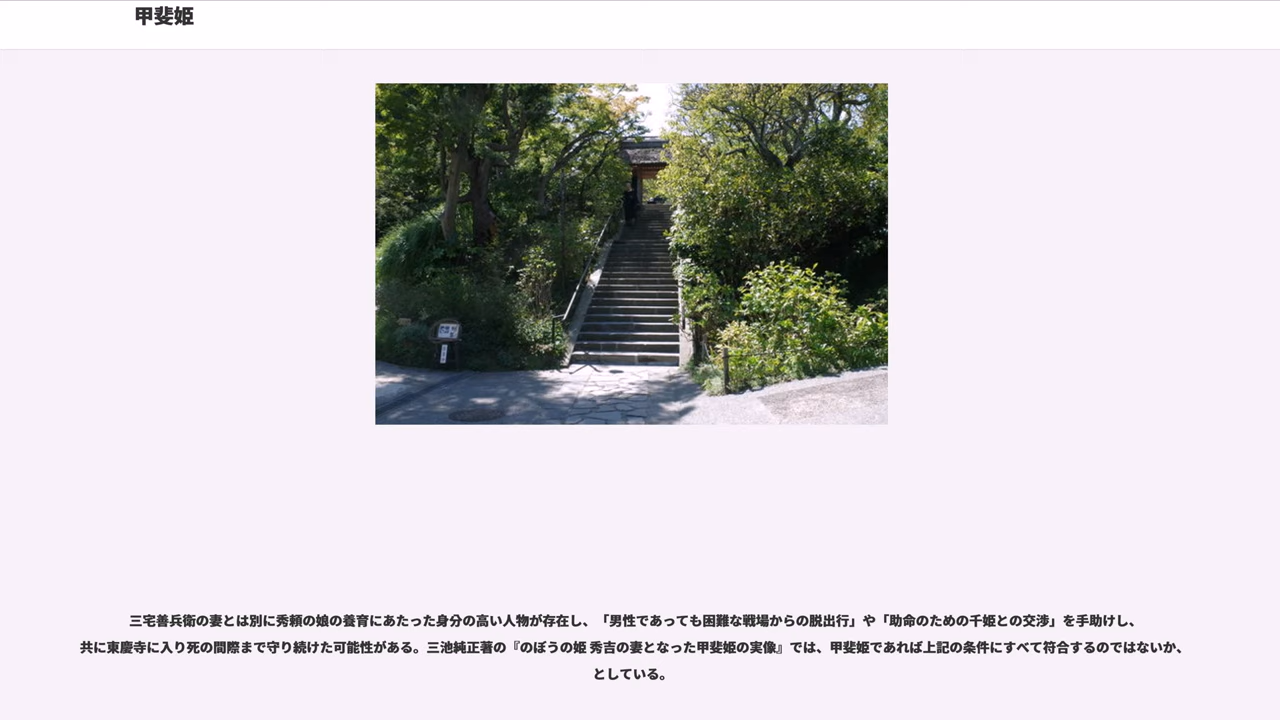 甲斐姫
三宅善兵衛の妻とは別に秀頼の娘の養育にあたった身分の高い人物が存在し、「男性であっても困難な戦場からの脱出行」や「助命のための千姫との交渉」を手助けし、
共に東慶寺に入り死の間際まで守り続けた可能性がある。三池純正著の『のぼうの姫 秀吉の妻となった甲斐姫の実像』では、甲斐姫であれば上記の条件にすべて符合するのではないか、
としている。